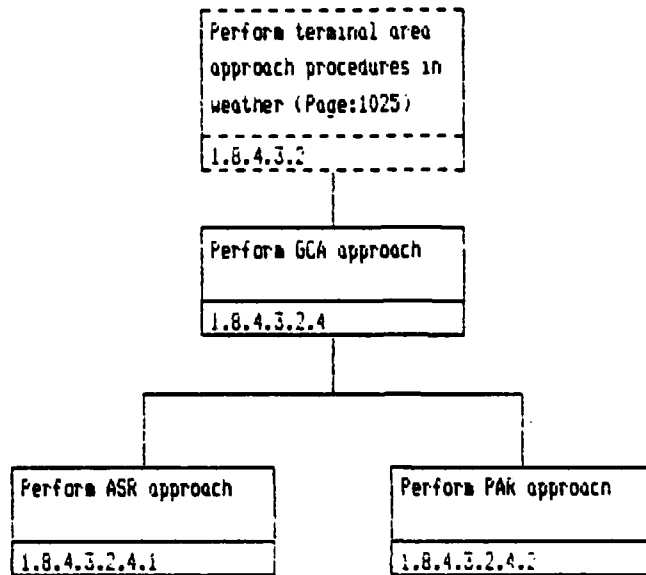 Perform terminal area
approach procedures in
weather (Page:1025)
1.8.4.3.2
Perform GCA approach
1.8.4.3.2.4
Perform ASR approach
1.8.4.3.2.4.1
Perform PAR approach
1.8.4.3.2.4.2